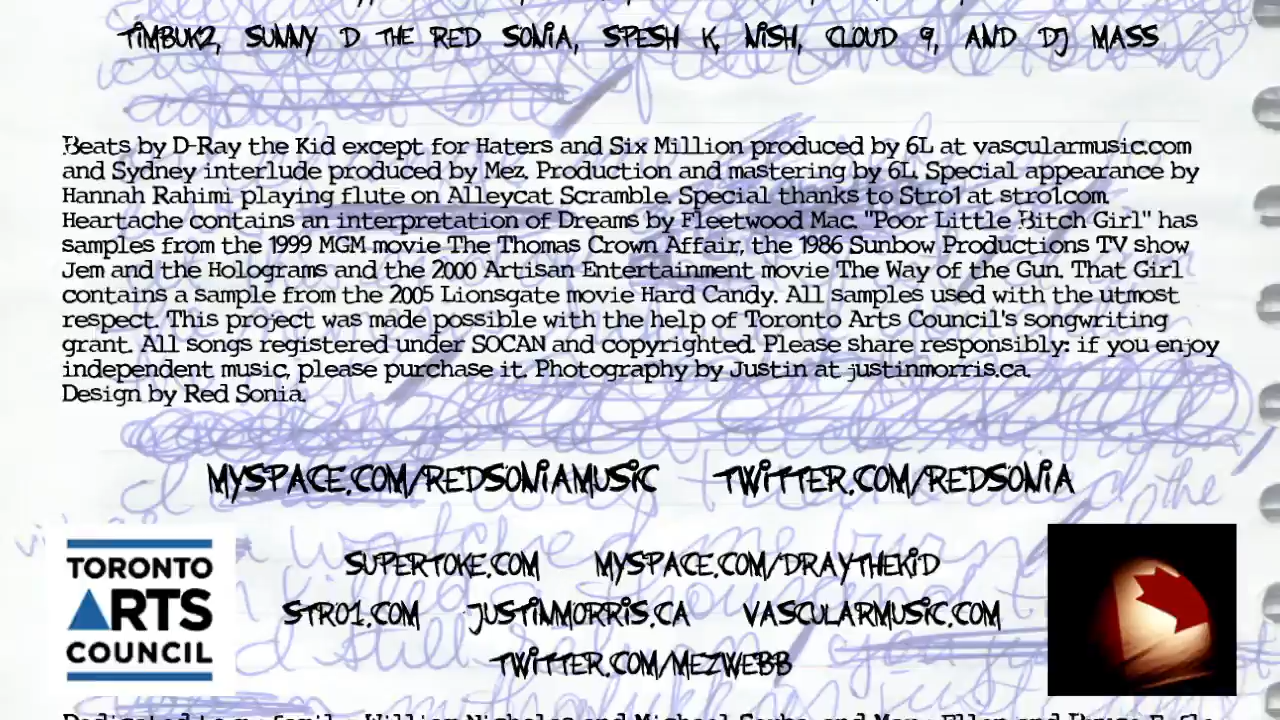 TIMBUK2, SUNNY D THE RED SONIA, SPESH K, NISH, CLOUD 9, AND DJ MASS
Beats by D-Ray the Kid except for Haters and Six Million produced by 6L at vascularmusic.com
and Sydney interlude produced by Mez. Production and mastering by 6L. Special appearance by
Hannah Rahimi playing flute on Alleycat Scramble. Special thanks to Stro1 at stro1.com.
Heartache contains an interpretation of Dreams by Fleetwood Mac. "Poor Little Bitch Girl" has
samples from the 1999 MGM movie The Thomas Crown Affair, the 1986 Sunbow Productions TV show
Jem and the Holograms and the 2000 Artisan Entertainment movie The Way of the Gun. That Girl
contains a sample from the 2005 Lionsgate movie Hard Candy. All samples used with the utmost
respect. This project was made possible with the help of Toronto Arts Council's songwriting
grant. All songs registered under SOCAN and copyrighted. Please share responsibly: if you enjoy
independent music, please purchase it. Photography by Justin at justinmorris.ca.
Design by Red Sonia.
MYSPACE.COM/REDSONIAMUSIC TWITTER.COM/REDSONIA
TORONTO
ARTS
COUNCIL
SUPERTOKE.COM MYSPACE.COM/DRAYTHEKID
STRO1.COM JUSTINMORRIS.CA VASCULARMUSIC.COM
TWITTER.COM/MEZWEBB